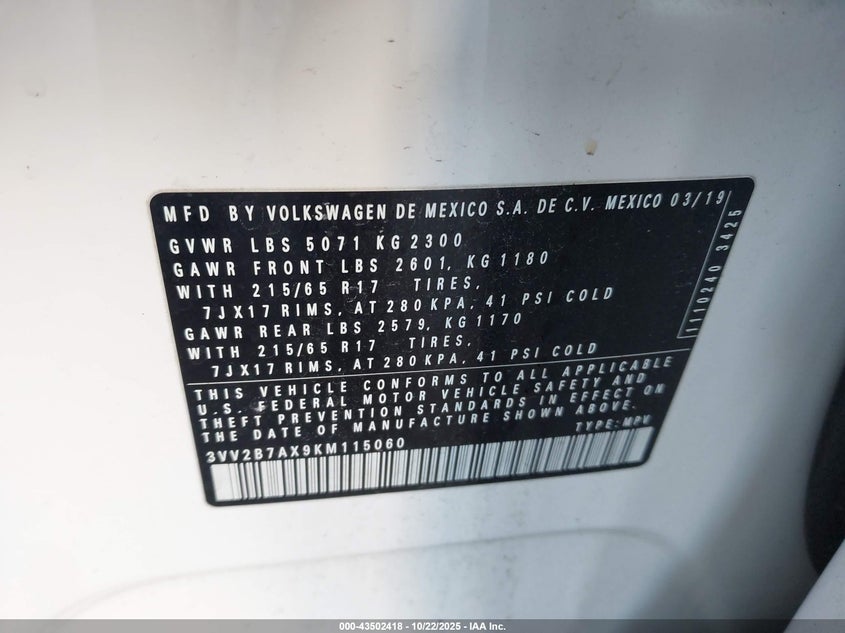 MFD BY VOLKSWAGEN DE MEXICO S.A. DE C.V. MEXICO 03/19
GVWR LBS 5071 KG 2300
GAWR FRONT LBS 2601, KG 1180
WITH 215/65 R17 TIRES,
7JX17 RIMS, AT 280 KPA, 41 PSI COLD
GAWR REAR LBS 2579, KG 1170
WITH 215/65 R17 TIRES,
7JX17 RIMS, AT 280 KPA, 41 PSI COLD
1110240 3425
THIS VEHICLE CONFORMS TO ALL APPLICABLE
U.S. FEDERAL MOTOR VEHICLE SAFETY AND
THEFT PREVENTION STANDARDS IN EFFECT ON
THE DATE OF MANUFACTURE SHOWN ABOVE.
3VV2B7AX9KM115060 TYPE: MPV
000-43502418 - 10/22/2025 - IAA Inc.